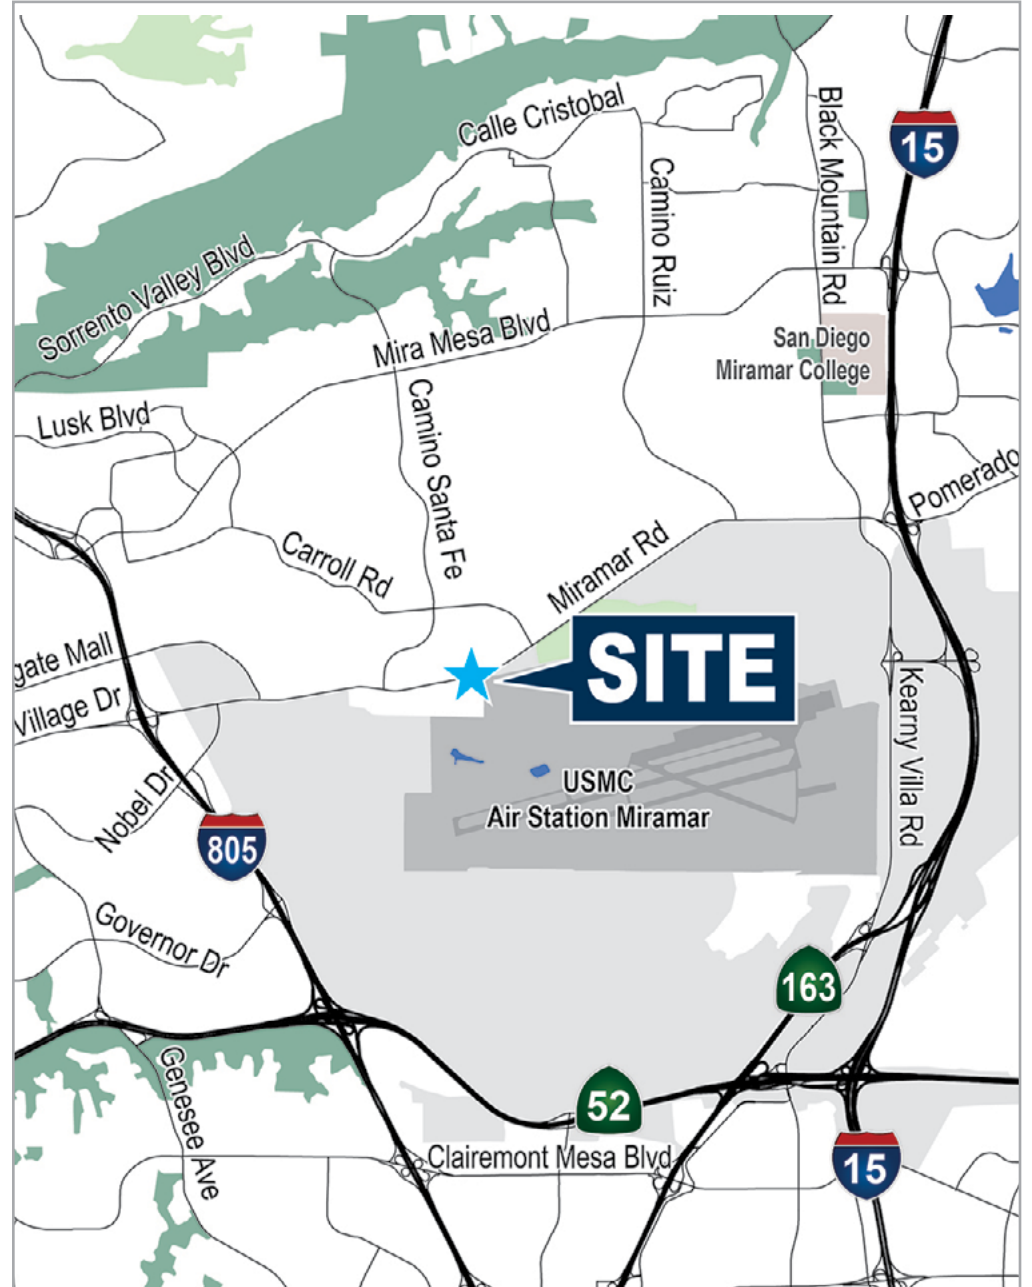 Calle Cristobal
Black Mountain Rd
15
Camino Ruiz
Sorrento Valley Blvd
Mira Mesa Blvd
San Diego
Miramar College
Lusk Blvd
Camino Santa Fe
Pomerado
Carroll Rd
Miramar Rd
gate Mall
SITE
Village Dr
Kearny Villa Rd
Nobel Dr
USMC
Air Station Miramar
805
Governor Dr
163
Genesee Ave
52
Clairemont Mesa Blvd
15